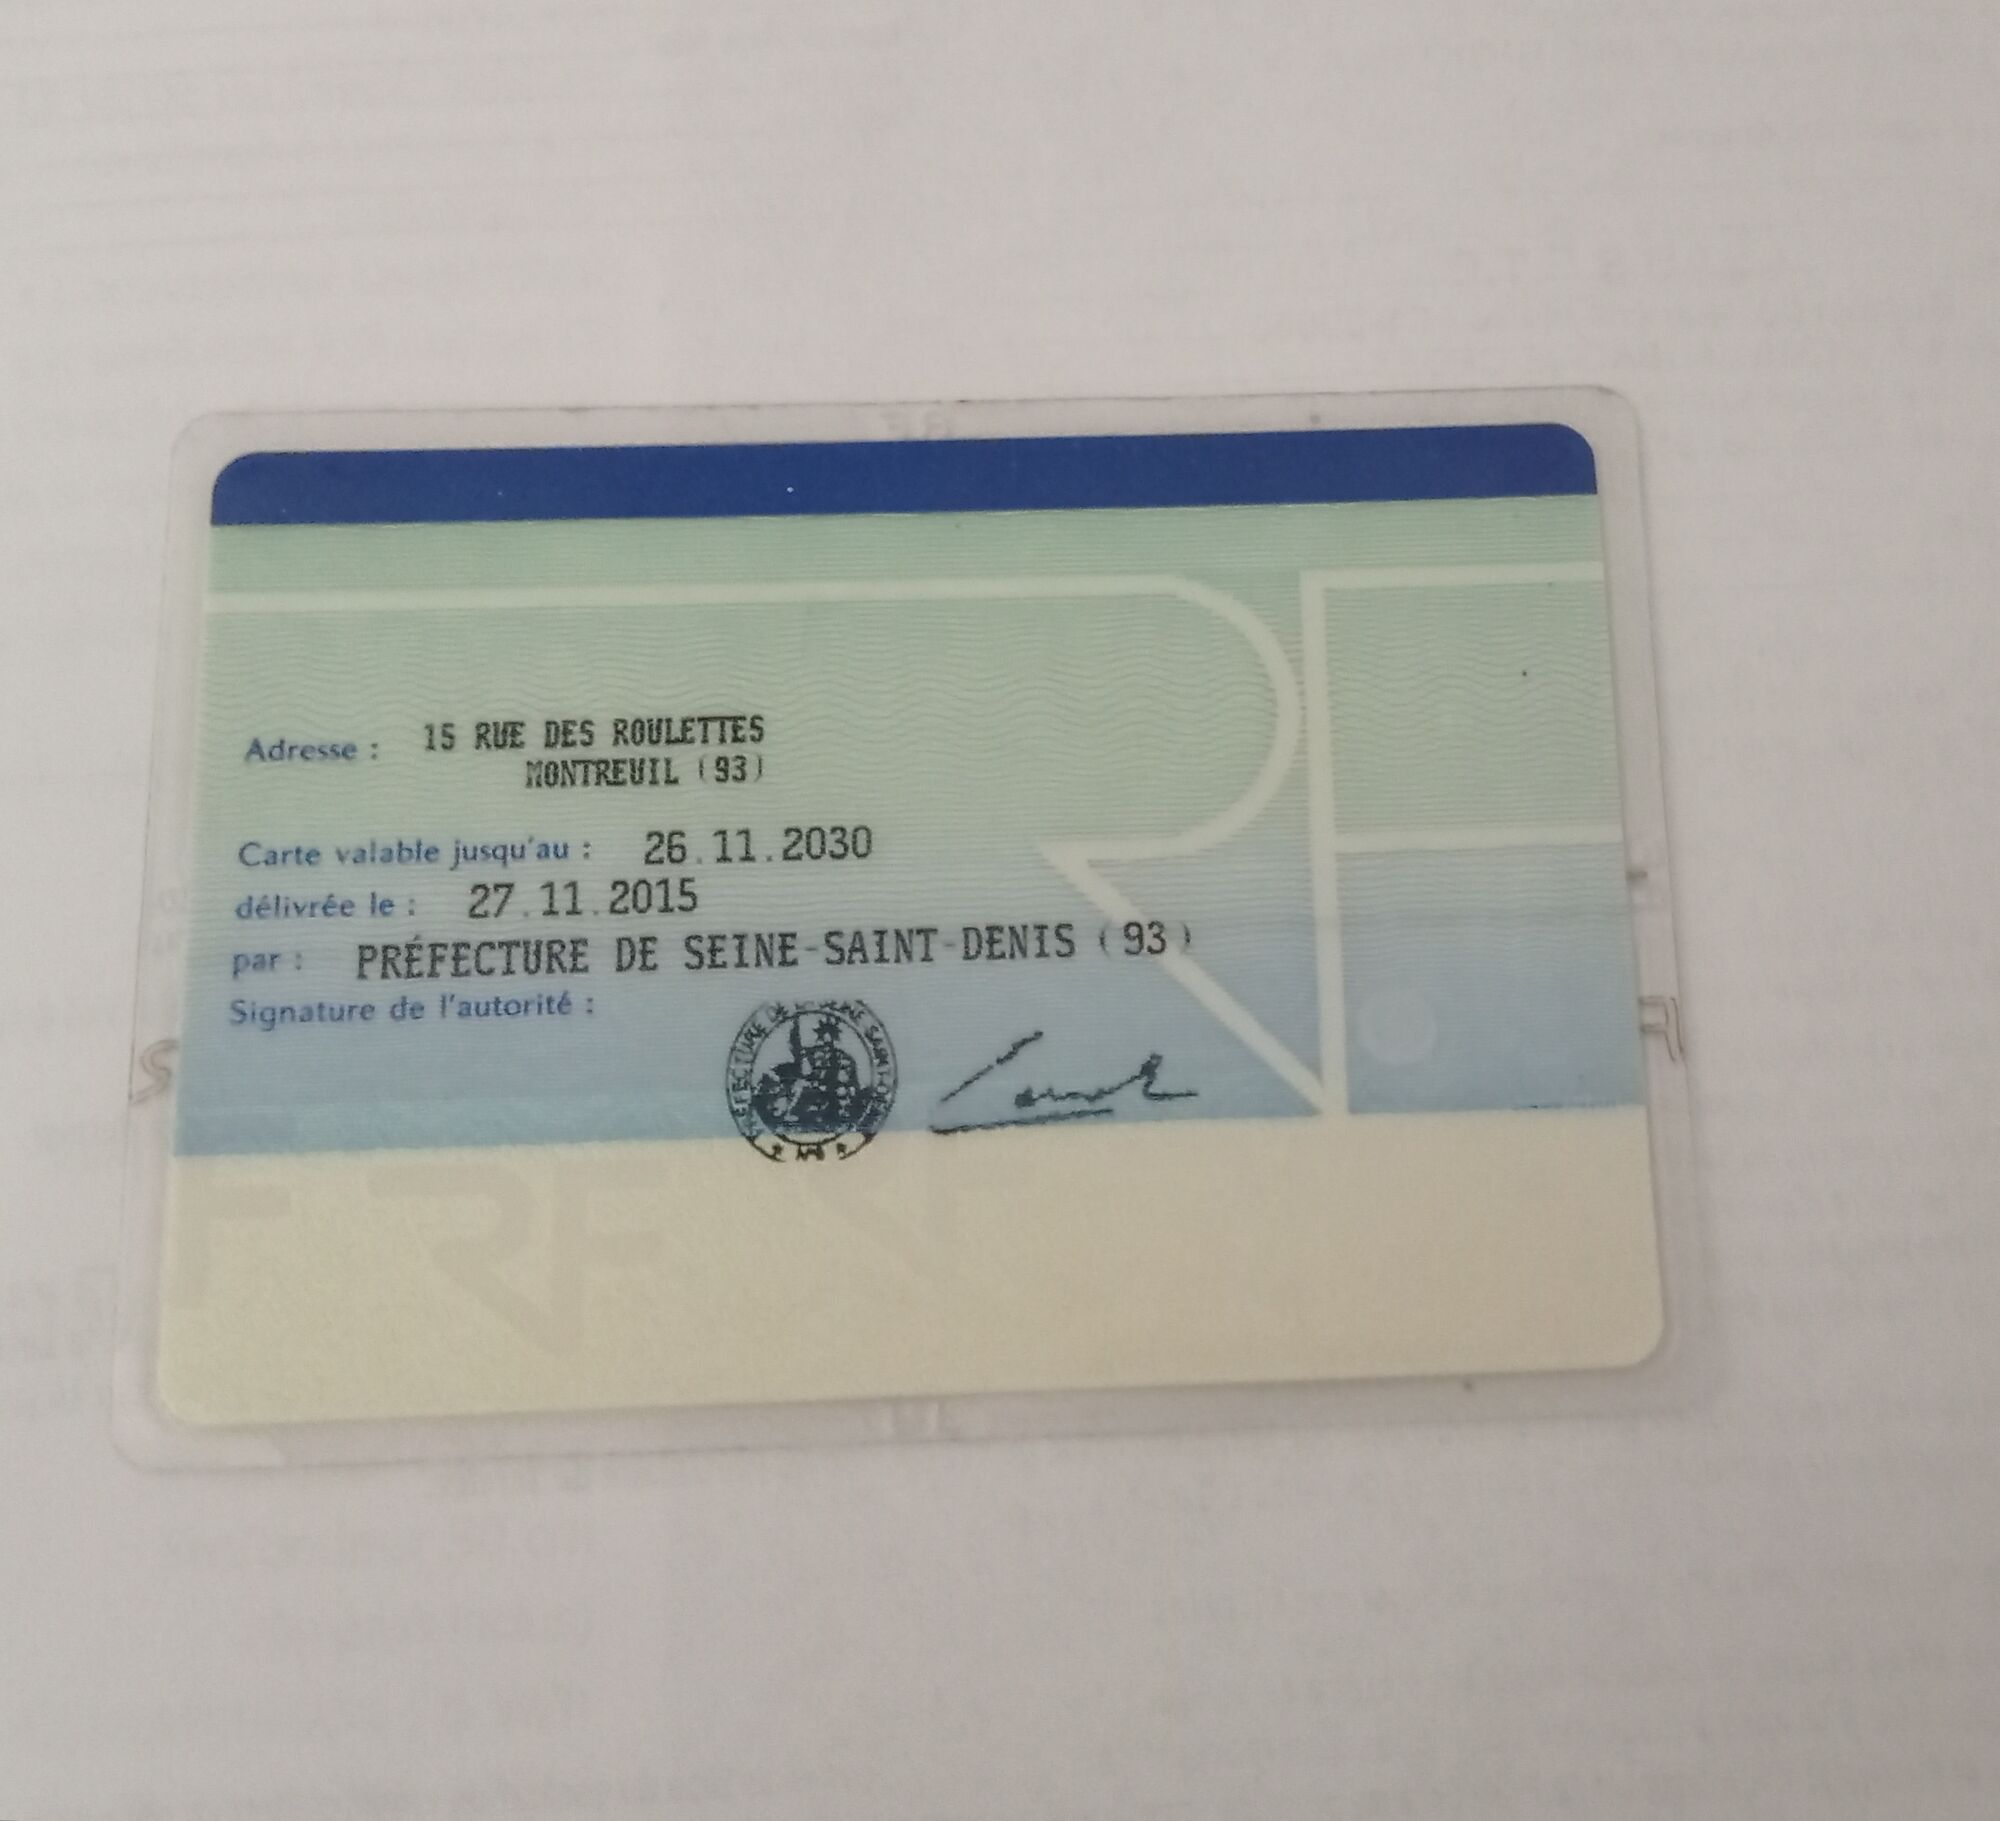 Adresse : 15 RUE DES ROULETTES
MONTREUIL (93)
Carte valable jusqu'au : 26.11.2030
délivrée le : 27.11.2015
par : PRÉFECTURE DE SEINE-SAINT-DENIS (93)
Signature de l'autorité :
RF